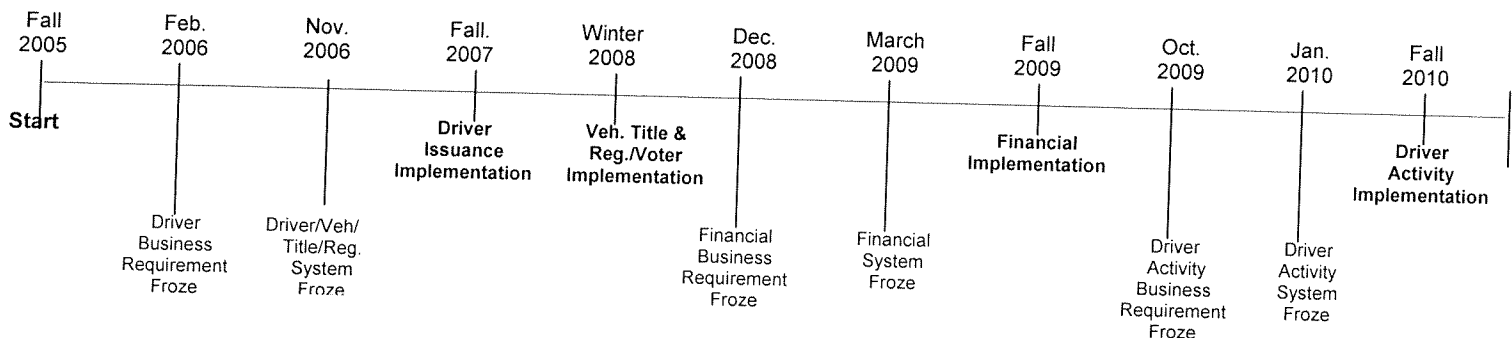 Fall
2005
Feb.
2006
Nov.
2006
Fall.
2007
Winter
2008
Dec.
2008
March
2009
Fall
2009
Oct.
2009
Jan.
2010
Fall
2010
Start
Driver
Issuance
Implementation
Veh. Title &
Reg./Voter
Implementation
Financial
Implementation
Driver
Activity
Implementation
Driver
Business
Requirement
Froze
Driver/Veh/
Title/Reg.
System
Froze
Financial
Business
Requirement
Froze
Financial
System
Froze
Driver
Activity
Business
Requirement
Froze
Driver
Activity
System
Froze